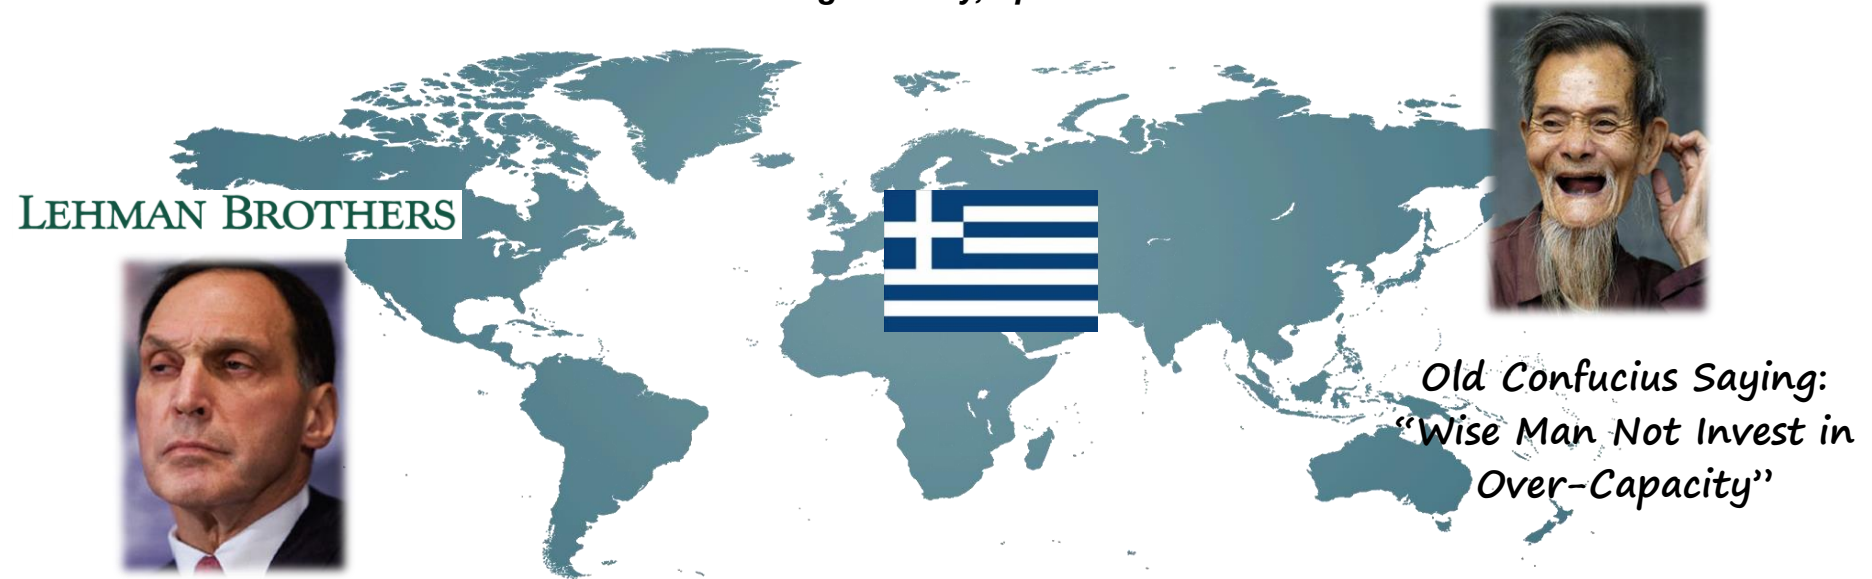 LEHMAN BROTHERS
Old Confucius Saying:
“Wise Man Not Invest in
Over-Capacity”